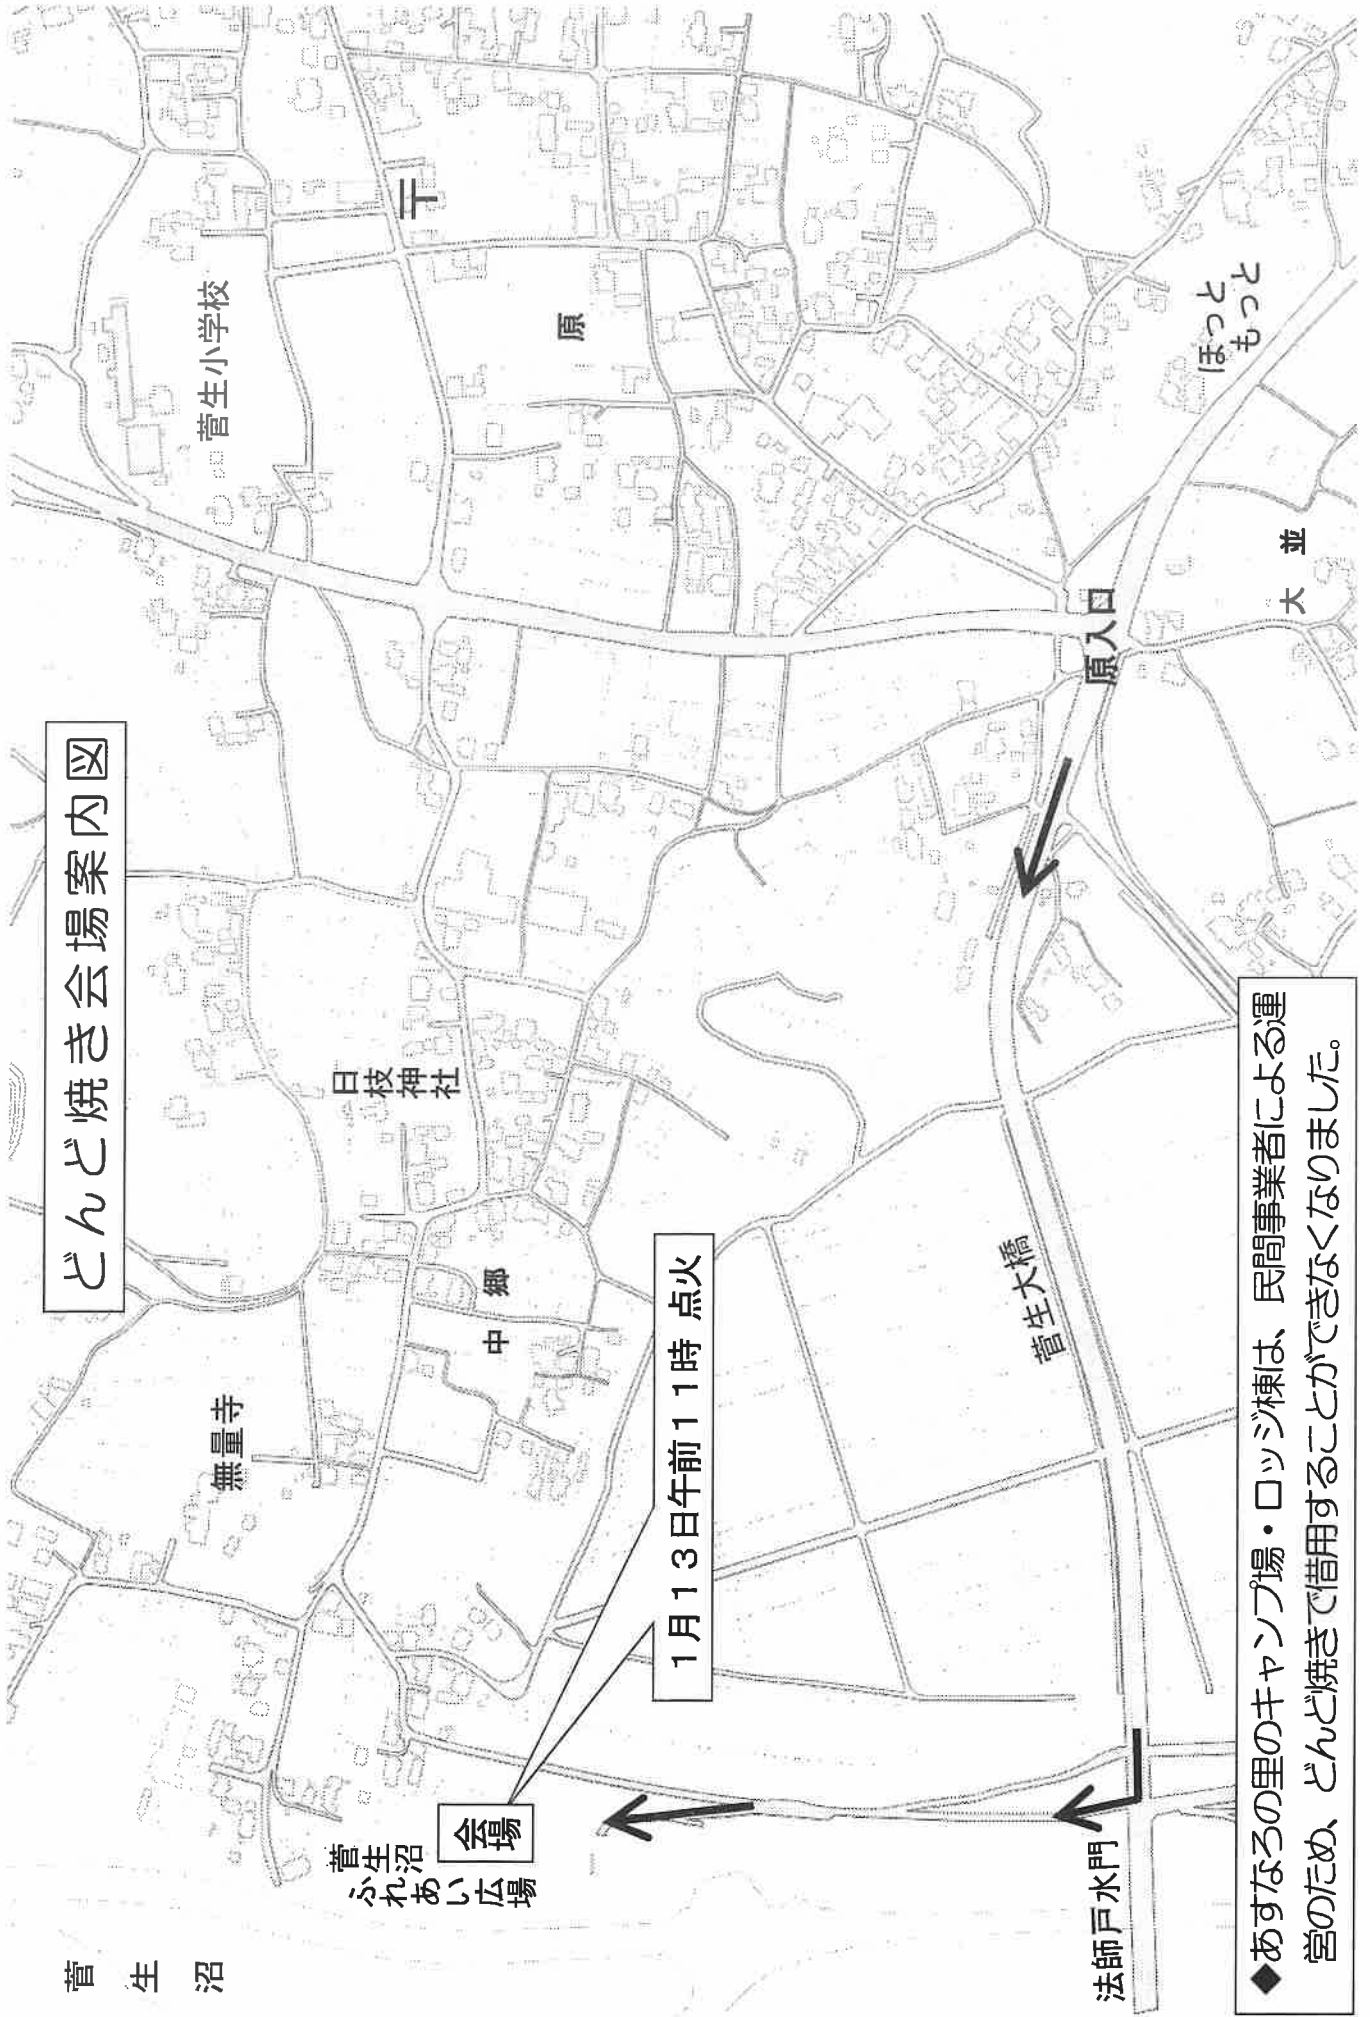 どんど焼き会場案内図
菅生小学校
〒
原
ほっと
もっと
日枝神社
無量寺
中郷
原入口
大並
菅生大橋
1月13日午前11時 点火
会場
菅生沼
ふれあい広場
菅生沼
法師戸水門
◆あすなろの里のキャンプ場・ロッジ棟は、民間事業者による運
営のため、どんど焼きで借用することができなくなりました。